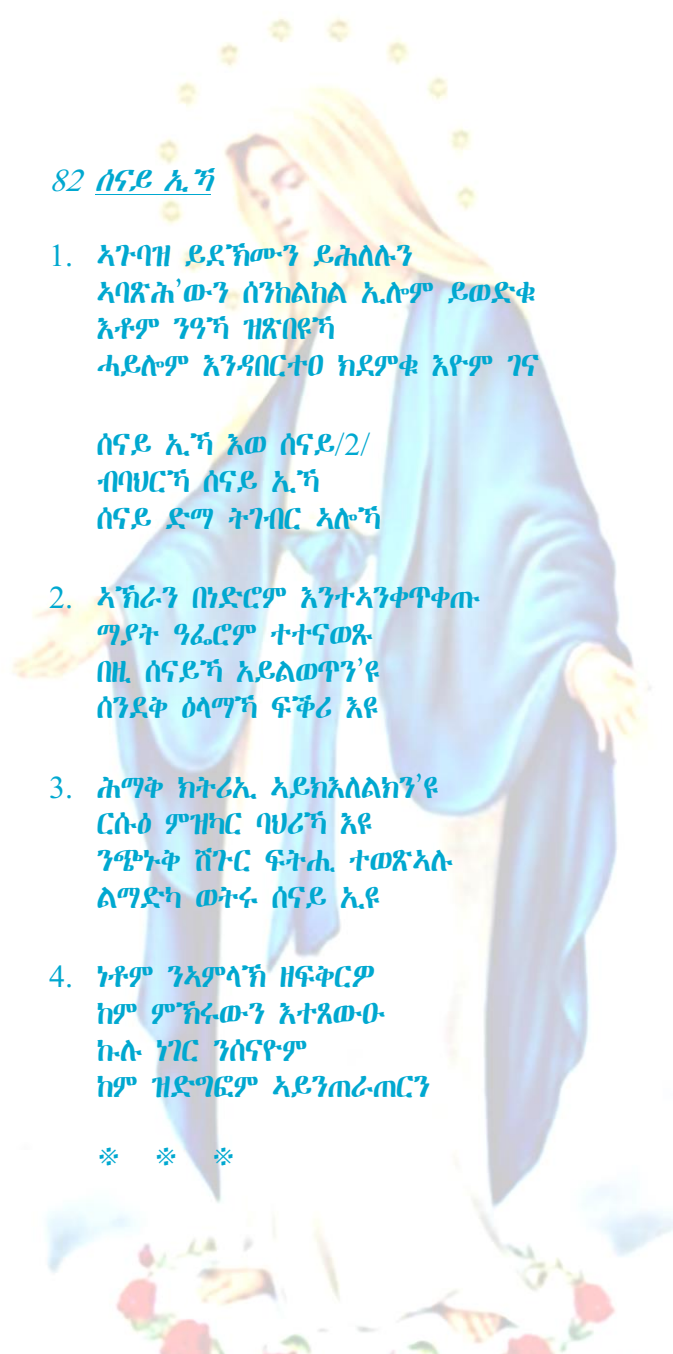 82 ሰናይ ኢኻ
1. ኣጉባዝ ይደኽሙን ይሕለሉን
ኣባጽሕ'ውን ሰንከልከል ኢሎም ይወድቁ
እቶም ንዓኻ ዝጽበዩኻ
ሓይሎም እንዳበርተዐ ክደምቁ እዮም ገና
ሰናይ ኢኻ እወ ሰናይ/2/
ብባህርኻ ሰናይ ኢኻ
ሰናይ ድማ ትገብር ኣሎኻ
2. ኣኽራን በነድሮም እንተኣንቀጥቀጡ
ማያት ዓፌሮም ተተናወጹ
በዚ ሰናይኻ አይልወጥን'ዩ
ሰንደቅ ዕላማኻ ፍቕሪ እዩ
3. ሕማቅ ክትሪኢ ኣይክእለልክን'ዩ
ርሱዕ ምዝካር ባህሪኻ እዩ
ንጭኑቅ ሽጉር ፍትሒ ተወጽኣሉ
ልማድካ ወትሩ ሰናይ ኢዩ
4. ነቶም ንኣምላኽ ዘፍቅርዎ
ከም ምኽሩውን እተጸውዑ
ኩሉ ነገር ንሰናዮም
ከም ዝድግፎም ኣይንጠራጠርን
※ ※ ※